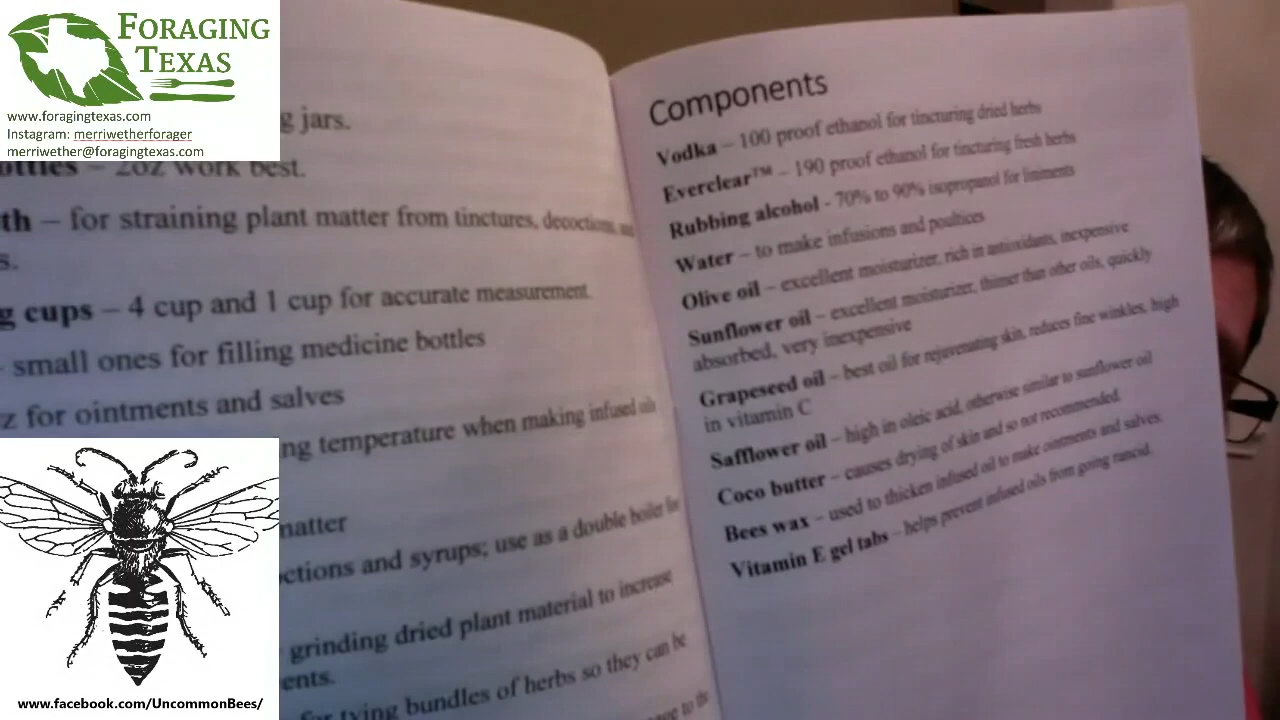 FORAGING
TEXAS
www.foragingtexas.com
Instagram: merriwetherforager
merriwether@foragingtexas.com
g jars.
ottles – 2oz work best.
th – for straining plant matter from tinctures, decoctions, and
s.
g cups – 4 cup and 1 cup for accurate measurement.
- small ones for filling medicine bottles
z for ointments and salves
ng temperature when making infused oils
matter
octions and syrups; use as a double boiler for
grinding dried plant material to increase
ents.
for tying bundles of herbs so they can be
to
www.facebook.com/UncommonBees/
Components
Vodka – 100 proof ethanol for tincturing dried herbs
Everclear™ – 190 proof ethanol for tincturing fresh herbs
Rubbing alcohol - 70% to 90% isopropanol for liniments
Water – to make infusions and poultices
Olive oil – excellent moisturizer, rich in antioxidants, inexpensive
Sunflower oil – excellent moisturizer, thinner than other oils, quickly
absorbed, very inexpensive
Grapeseed oil – best oil for rejuvenating skin, reduces fine winkles, high
in vitamin C
Safflower oil – high in oleic acid, otherwise similar to sunflower oil
Coco butter – causes drying of skin and so not recommended.
Bees wax – used to thicken infused oil to make ointments and salves.
Vitamin E gel tabs – helps prevent infused oils from going rancid.